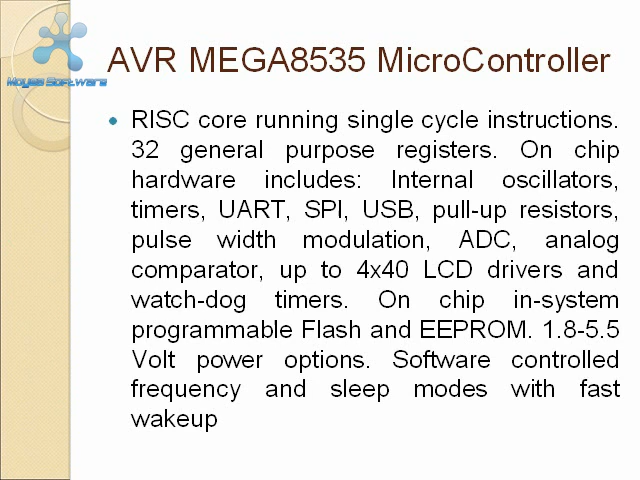 AVR MEGA8535 MicroController
Moyea Software
RISC core running single cycle instructions.
32 general purpose registers. On chip
hardware includes: Internal oscillators,
timers, UART, SPI, USB, pull-up resistors,
pulse width modulation, ADC, analog
comparator, up to 4x40 LCD drivers and
watch-dog timers. On chip in-system
programmable Flash and EEPROM. 1.8-5.5
Volt power options. Software controlled
frequency and sleep modes with fast
wakeup